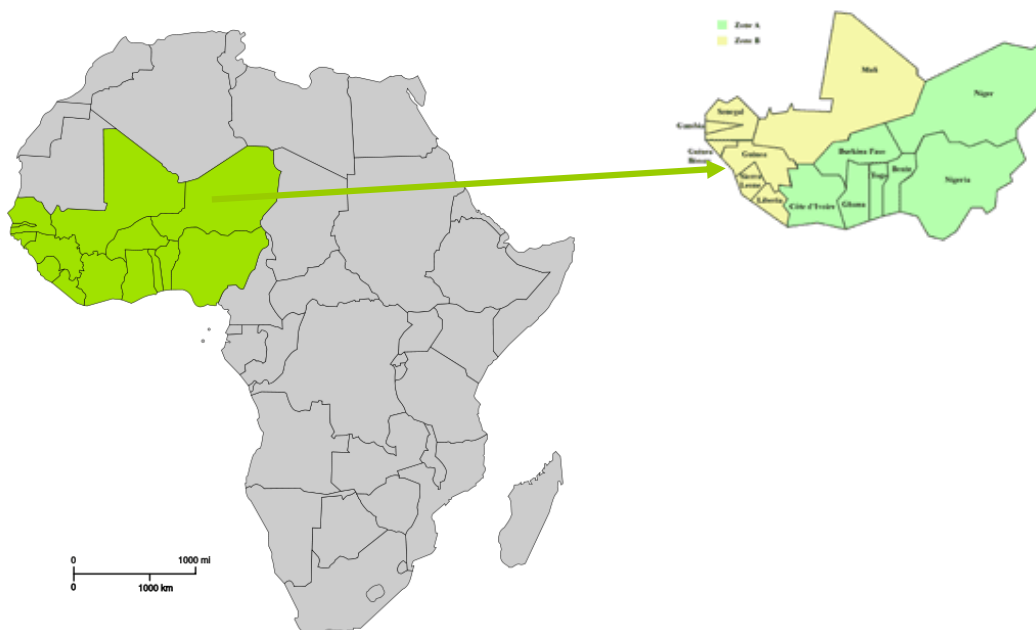 Zone A
Zone B
Mali
Niger
Senegal
Gambia
Guinea
Bissau
Guinea
Burkina Faso
Sierra
Leone
Liberia
Côte d'Ivoire
Ghana
Togo
Benin
Nigeria
0 1000 mi
0 1000 km